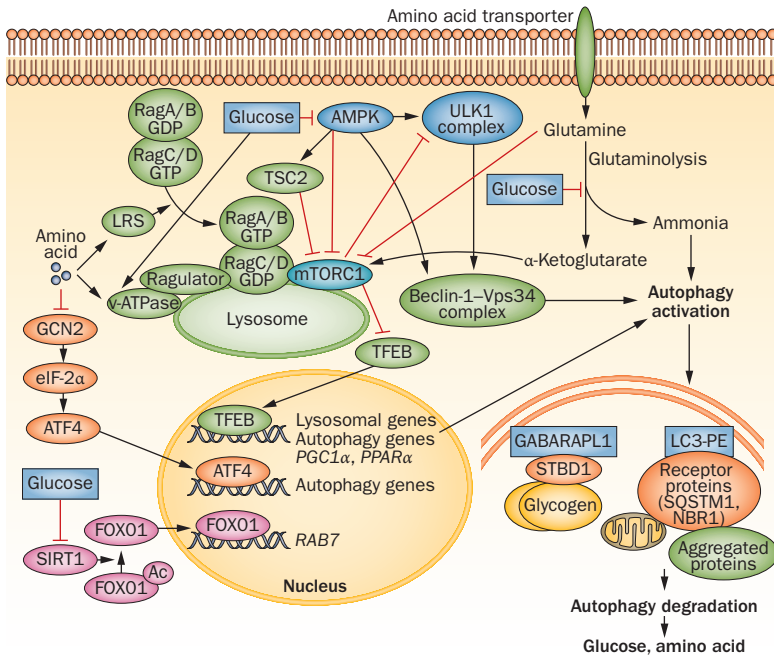 Amino acid transporter
RagA/B
GDP
RagC/D
GTP
Glucose
AMPK
ULK1
complex
Glutamine
Glutaminolysis
TSC2
Glucose
LRS
RagA/B
GTP
Ammonia
Amino
acid
RagC/D
GDP
mTORC1
α-Ketoglutarate
Ragulator
v-ATPase
Beclin-1–Vps34
complex
Autophagy
activation
Lysosome
GCN2
TFEB
eIF-2α
ATF4
TFEB
Lysosomal genes
Autophagy genes
PGC1α, PPARα
GABARAPL1
LC3-PE
STBD1
Receptor
proteins
(SQSTM1,
NBR1)
ATF4
Autophagy genes
Glucose
Glycogen
FOXO1
FOXO1
RAB7
SIRT1
Ac
FOXO1
Aggregated
proteins
Nucleus
Autophagy degradation
Glucose, amino acid